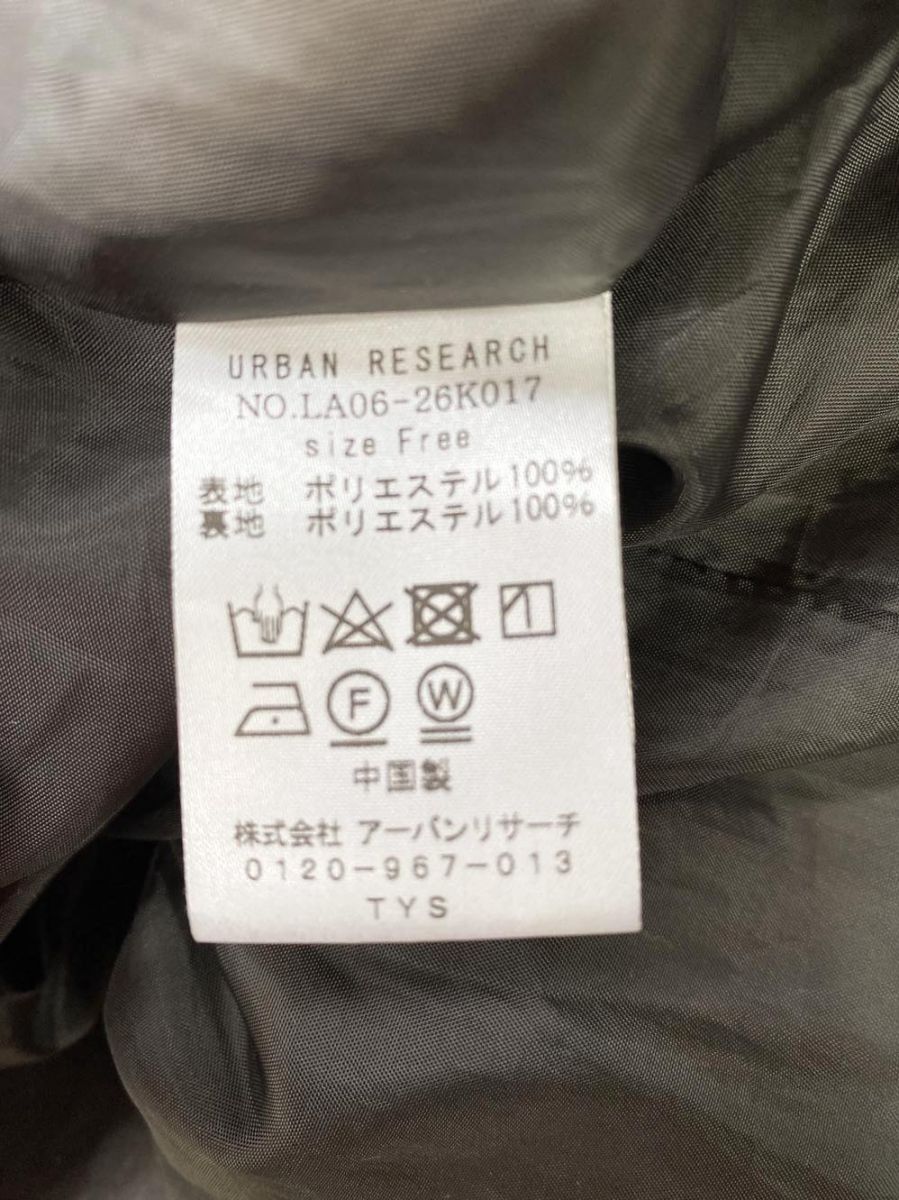 URBAN RESEARCH
NO.LA06-26K017
size Free
表地 ポリエステル100%
裏地 ポリエステル100%
F W
中国製
株式会社 アーバンリサーチ
0120-967-013
TYS